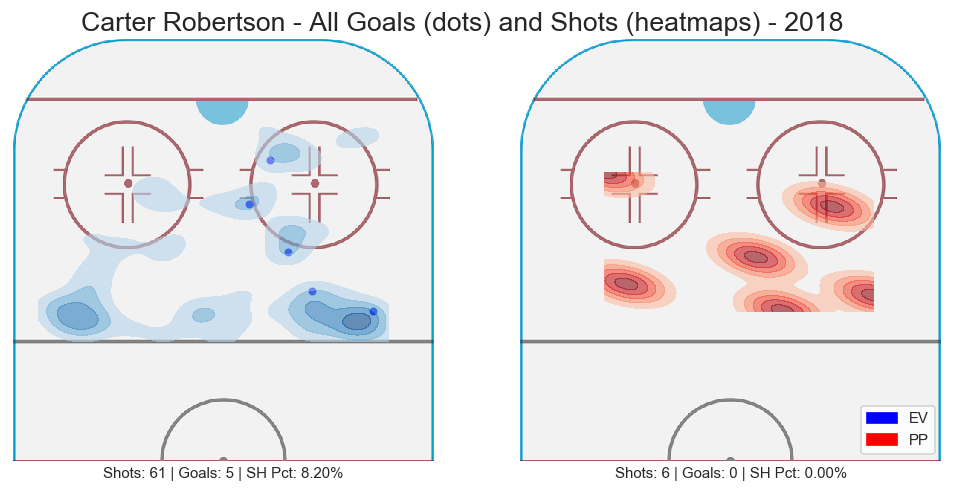 Carter Robertson - All Goals (dots) and Shots (heatmaps) - 2018
EV
PP
Shots: 61 | Goals: 5 | SH Pct: 8.20%
Shots: 6 | Goals: 0 | SH Pct: 0.00%